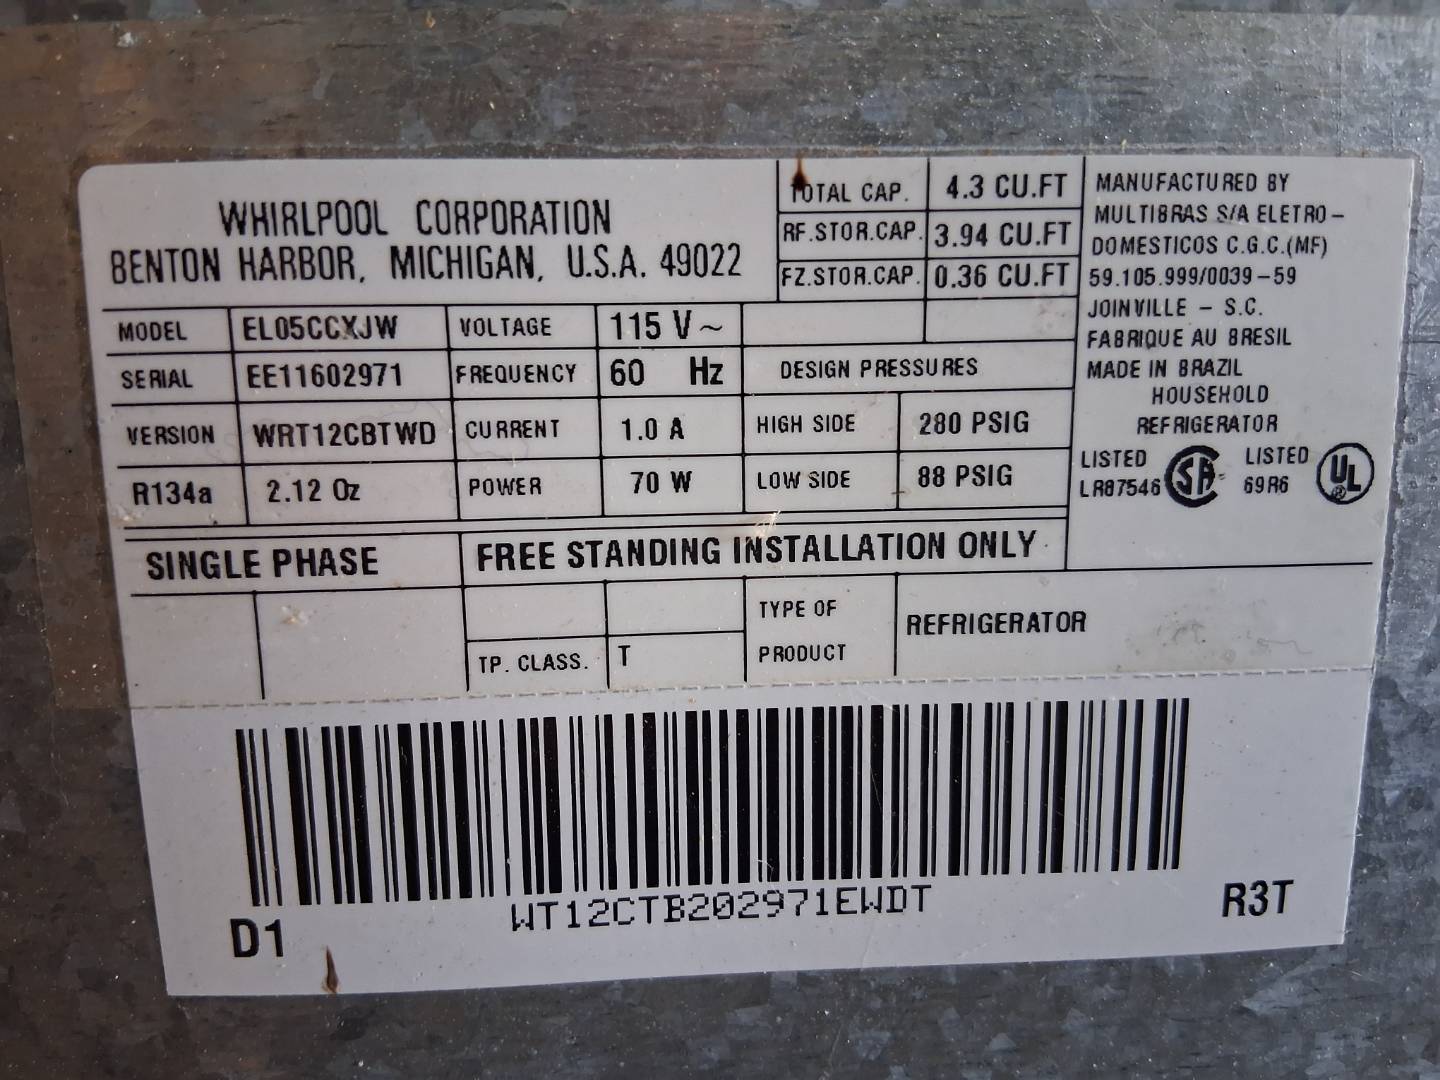 WHIRLPOOL CORPORATION
BENTON HARBOR, MICHIGAN, U.S.A. 49022
TOTAL CAP. 4.3 CU.FT
RF.STOR.CAP. 3.94 CU.FT
FZ.STOR.CAP. 0.36 CU.FT
MANUFACTURED BY
MULTIBRAS S/A ELETRO-
DOMESTICOS C.G.C.(MF)
59.105.999/0039-59
JOINVILLE - S.C.
FABRIQUE AU BRESIL
MADE IN BRAZIL
HOUSEHOLD
REFRIGERATOR
LISTED
LR87546
SA
LISTED
69R6
UL
®
MODEL EL05CCXJW VOLTAGE 115 V~
SERIAL EE11602971 FREQUENCY 60 Hz DESIGN PRESSURES
VERSION WRT12CBTWD CURRENT 1.0 A HIGH SIDE 280 PSIG
R134a 2.12 Oz POWER 70 W LOW SIDE 88 PSIG
SINGLE PHASE FREE STANDING INSTALLATION ONLY
TP. CLASS. T
TYPE OF
PRODUCT
REFRIGERATOR
WT12CTB202971EWDT
D1
R3T